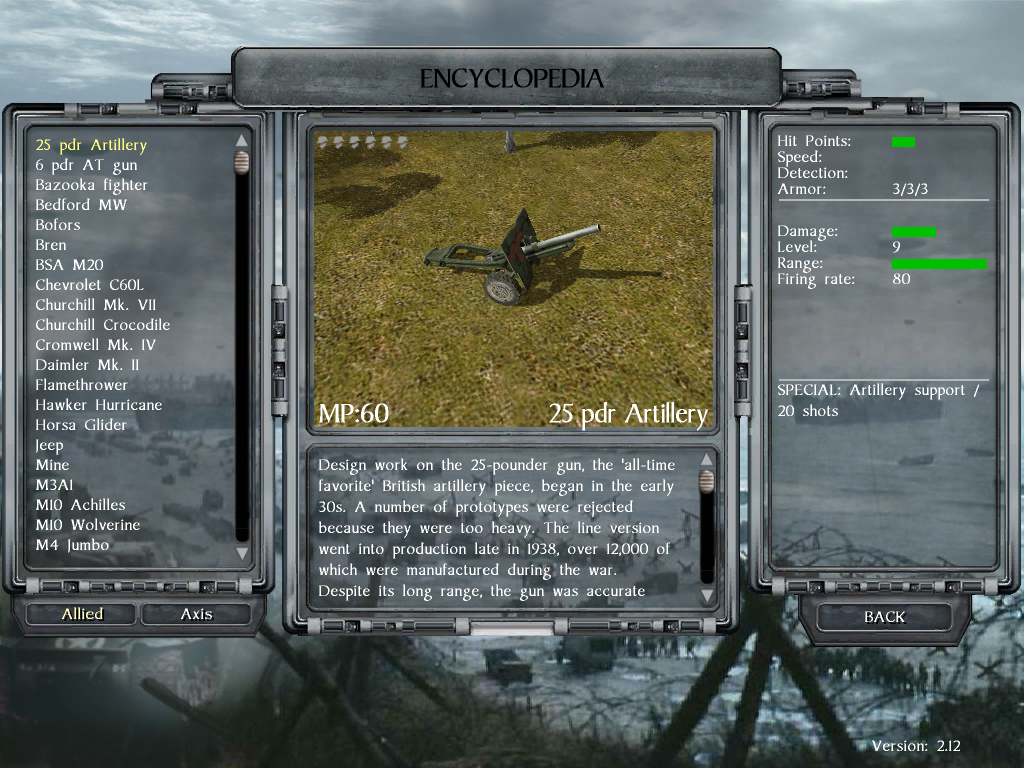 ENCYCLOPEDIA
25 pdr Artillery
6 pdr AT gun
Bazooka fighter
Bedford MW
Bofors
Bren
BSA M20
Chevrolet C60L
Churchill Mk. VII
Churchill Crocodile
Cromwell Mk. IV
Daimler Mk. II
Flamethrower
Hawker Hurricane
Horsa Glider
Jeep
Mine
M3A1
M10 Achilles
M10 Wolverine
M4 Jumbo
Allied
Axis
MP:60
25 pdr Artillery
Design work on the 25-pounder gun, the 'all-time
favorite' British artillery piece, began in the early
30s. A number of prototypes were rejected
because they were too heavy. The line version
went into production late in 1938, over 12,000 of
which were manufactured during the war.
Despite its long range, the gun was accurate
Hit Points:
Speed:
Detection:
Armor: 3/3/3
Damage:
Level: 9
Range:
Firing rate: 80
SPECIAL: Artillery support /
20 shots
BACK
Version: 2.12